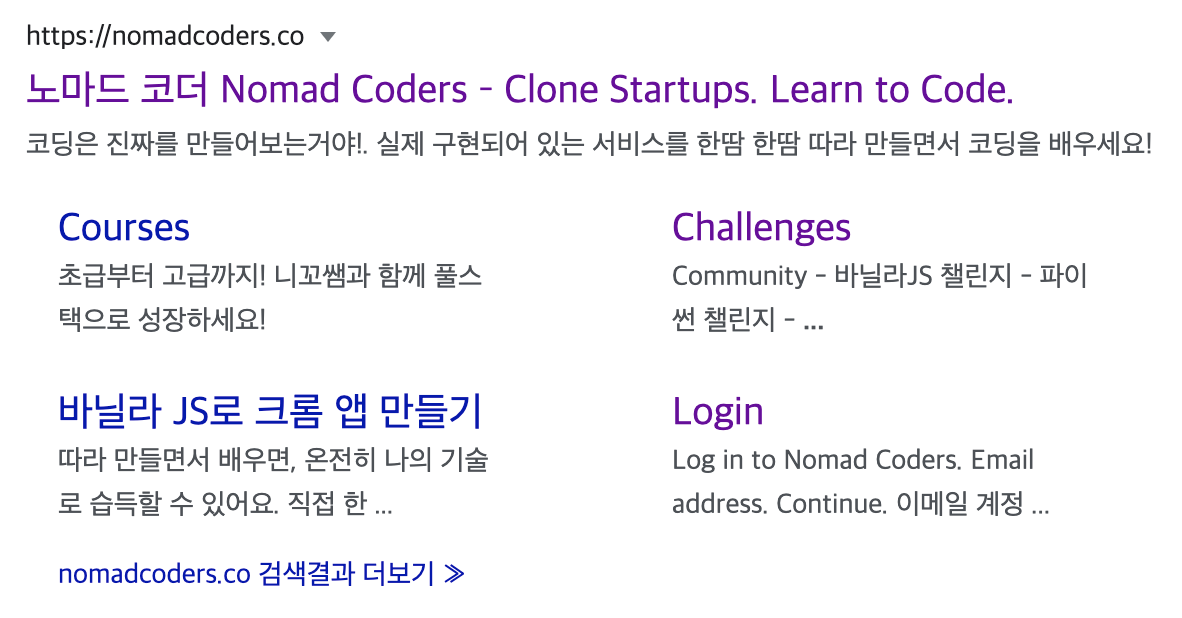 https://nomadcoders.co
노마드 코더 Nomad Coders - Clone Startups. Learn to Code.
코딩은 진짜를 만들어보는거야!. 실제 구현되어 있는 서비스를 한땀 한땀 따라 만들면서 코딩을 배우세요!
Courses
초급부터 고급까지! 니꼬쌤과 함께 풀스
택으로 성장하세요!
Challenges
Community - 바닐라JS 챌린지 - 파이
썬 챌린지 - ...
바닐라 JS로 크롬 앱 만들기
따라 만들면서 배우면, 온전히 나의 기술
로 습득할 수 있어요. 직접 한 ...
Login
Log in to Nomad Coders. Email
address. Continue. 이메일 계정 ...
nomadcoders.co 검색결과 더보기 ≫